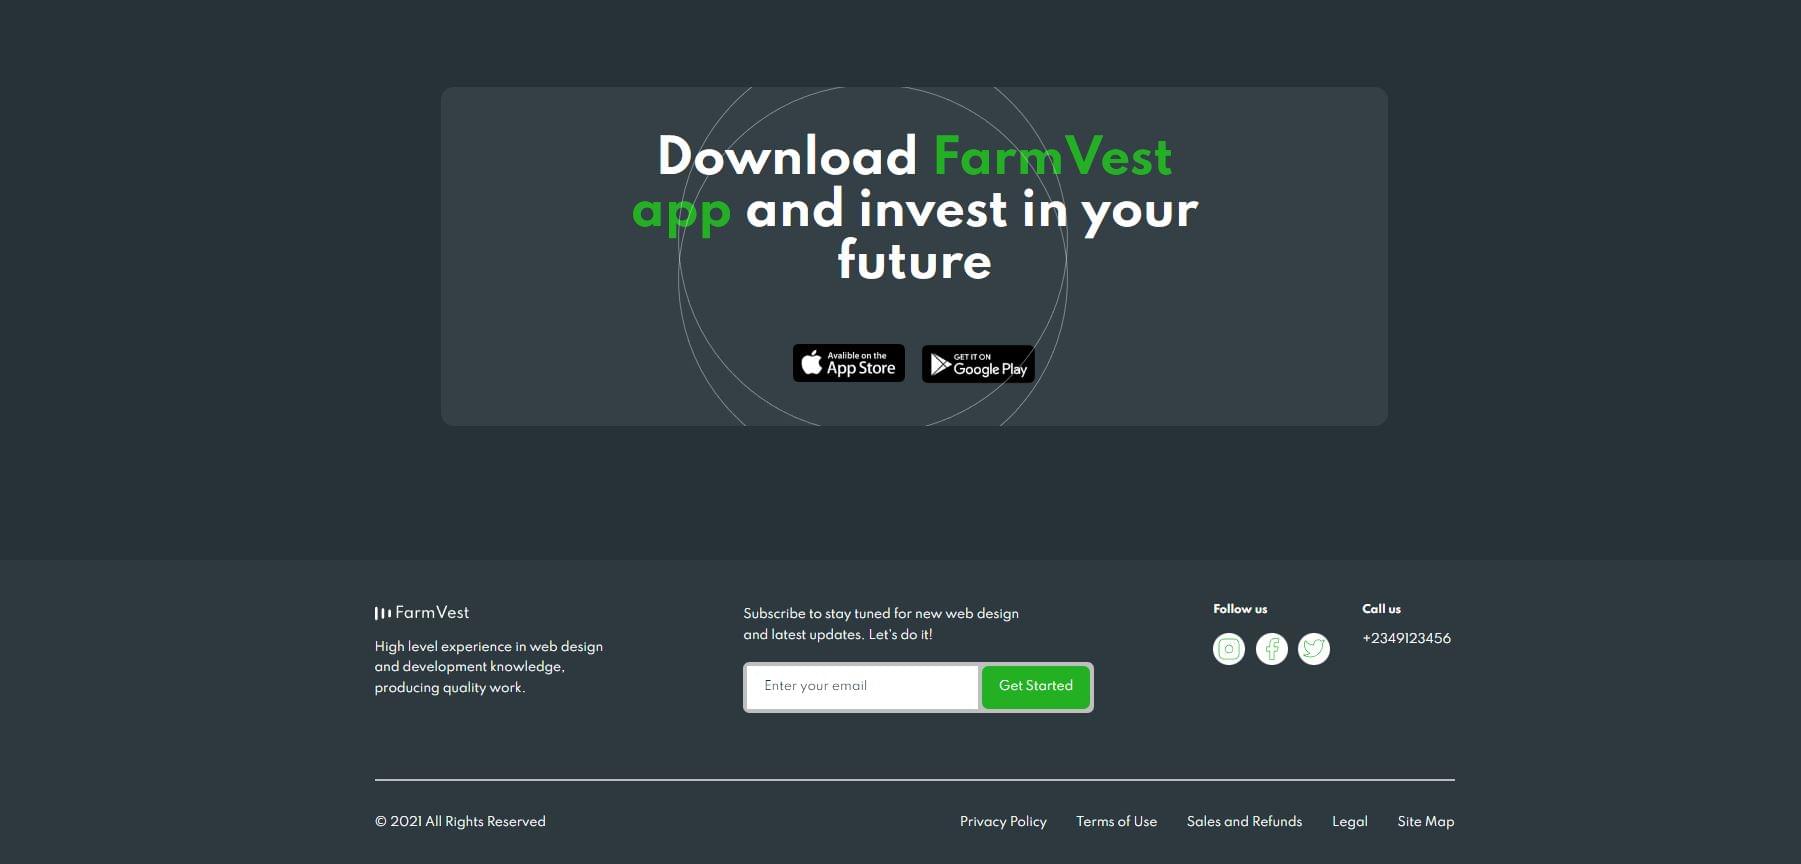 Download FarmVest
app and invest in your
future
Avalible on the
App Store
GET IT ON
Google Play
FarmVest
High level experience in web design
and development knowledge,
producing quality work.
Subscribe to stay tuned for new web design
and latest updates. Let's do it!
Enter your email
Get Started
Follow us
Call us
+2349123456
© 2021 All Rights Reserved
Privacy Policy
Terms of Use
Sales and Refunds
Legal
Site Map